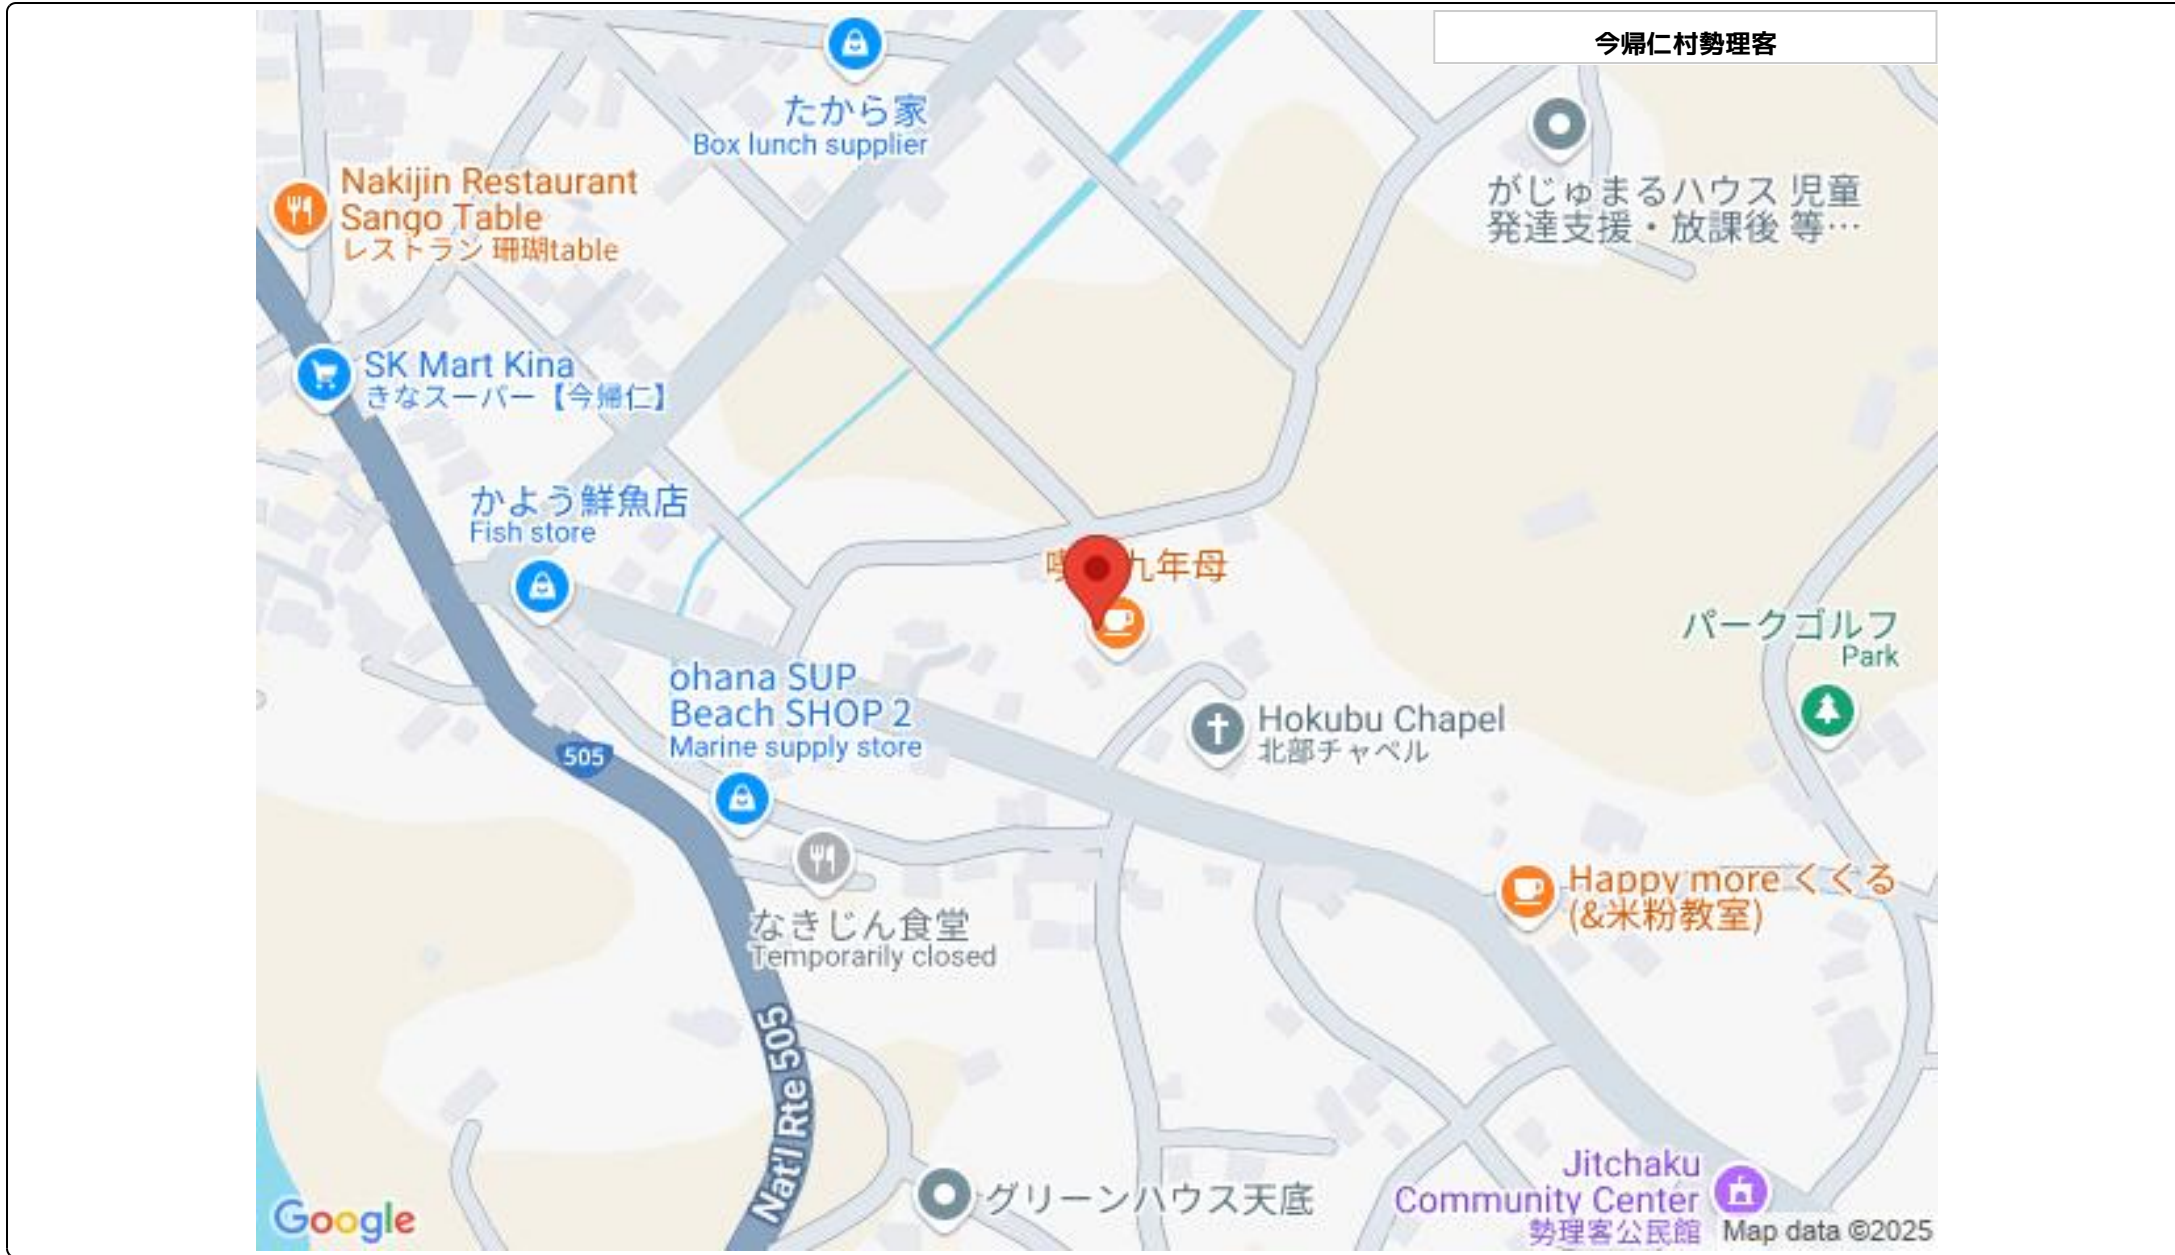 今帰仁村勢理客
たから家
Box lunch supplier
Nakijin Restaurant
Sango Table
レストラン 珊瑚table
がじゅまるハウス 児童
発達支援・放課後 等…
SK Mart Kina
きなスーパー【今帰仁】
かよう鮮魚店
Fish store
九年母
パークゴルフ
Park
ohana SUP
Beach SHOP 2
Marine supply store
Hokubu Chapel
北部チャペル
505
Happy more くくる
(&米粉教室)
なきじん食堂
Temporarily closed
Nat'l Rte 505
グリーンハウス天底
Jitchaku
Community Center
勢理客公民館
Google
Map data ©2025